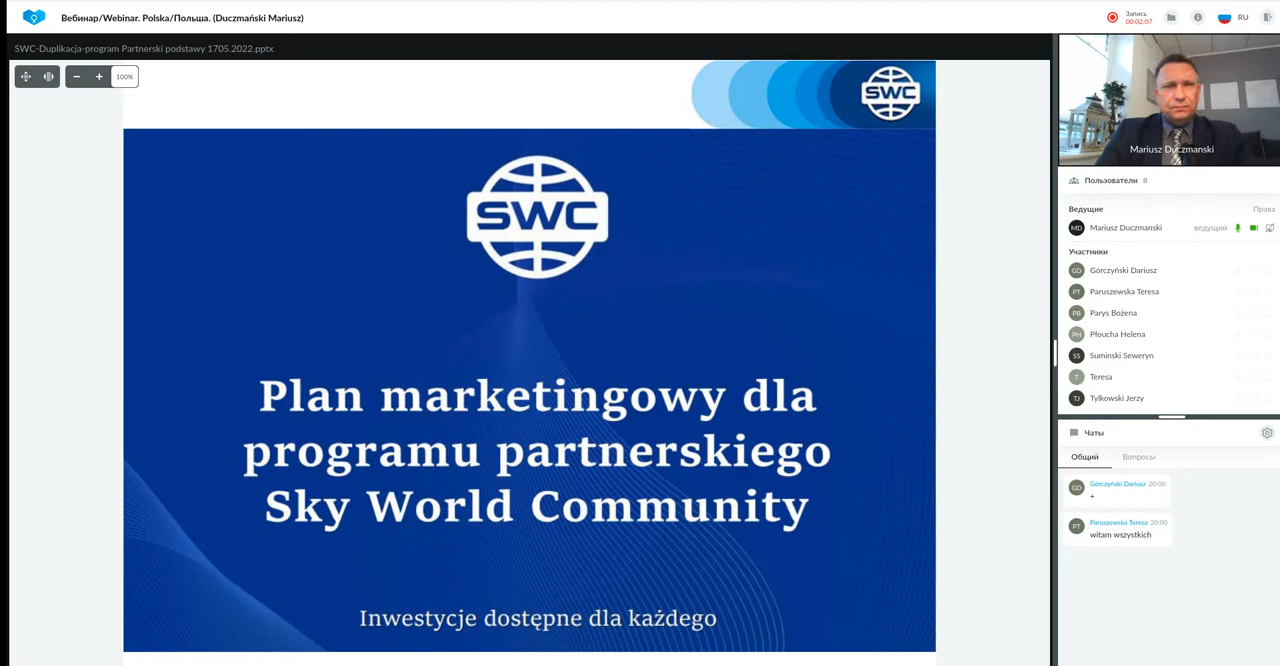 Вебинар/Webinar. Polska/Польша. (Duczmański Mariusz)
Запись
00:02:07
RU
SWC-Duplikacja-program Partnerski podstawy 1705.2022.pptx
100%
SWC
SWC
Plan marketingowy dla
programu partnerskiego
Sky World Community
Inwestycje dostępne dla każdego
Mariusz Duczmanski
Пользователи 8
Ведущие Права
MD Mariusz Duczmanski ведущий
Участники
GD Górczyński Dariusz
PT Paruszewska Teresa
PB Parys Bożena
PH Płoucha Helena
SS Suminski Seweryn
T Teresa
TJ Tylkowski Jerzy
Чаты
Общий Вопросы
GD Górczyński Dariusz 20:00
+
PT Paruszewska Teresa 20:00
witam wszystkich